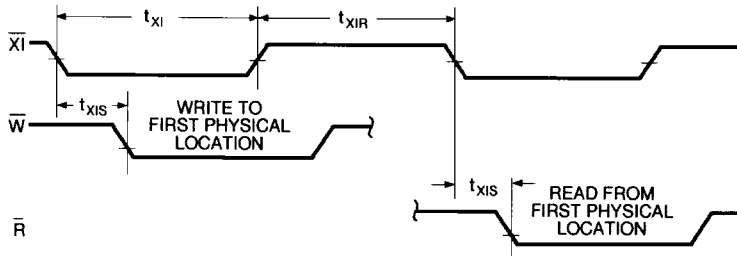 tXI
tXIR
XI
tXIS
WRITE TO
FIRST PHYSICAL
LOCATION
W
tXIS
READ FROM
FIRST PHYSICAL
LOCATION
R